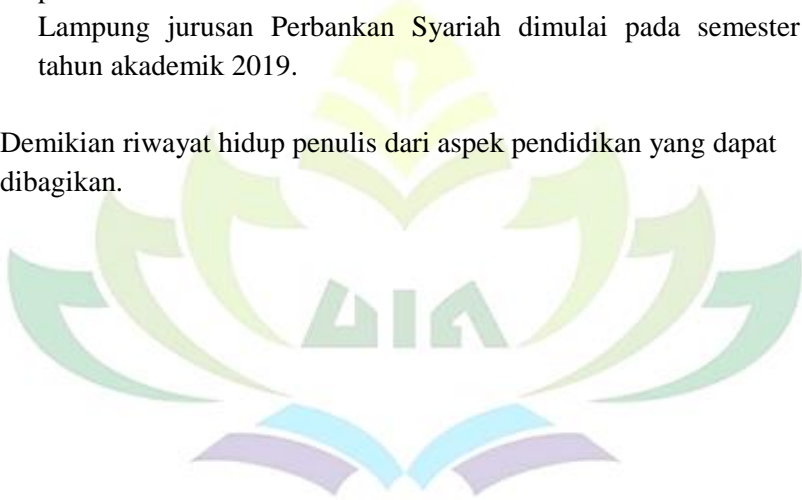 Lampung jurusan Perbankan Syariah dimulai pada semester
tahun akademik 2019.
Demikian riwayat hidup penulis dari aspek pendidikan yang dapat
dibagikan.
UIN